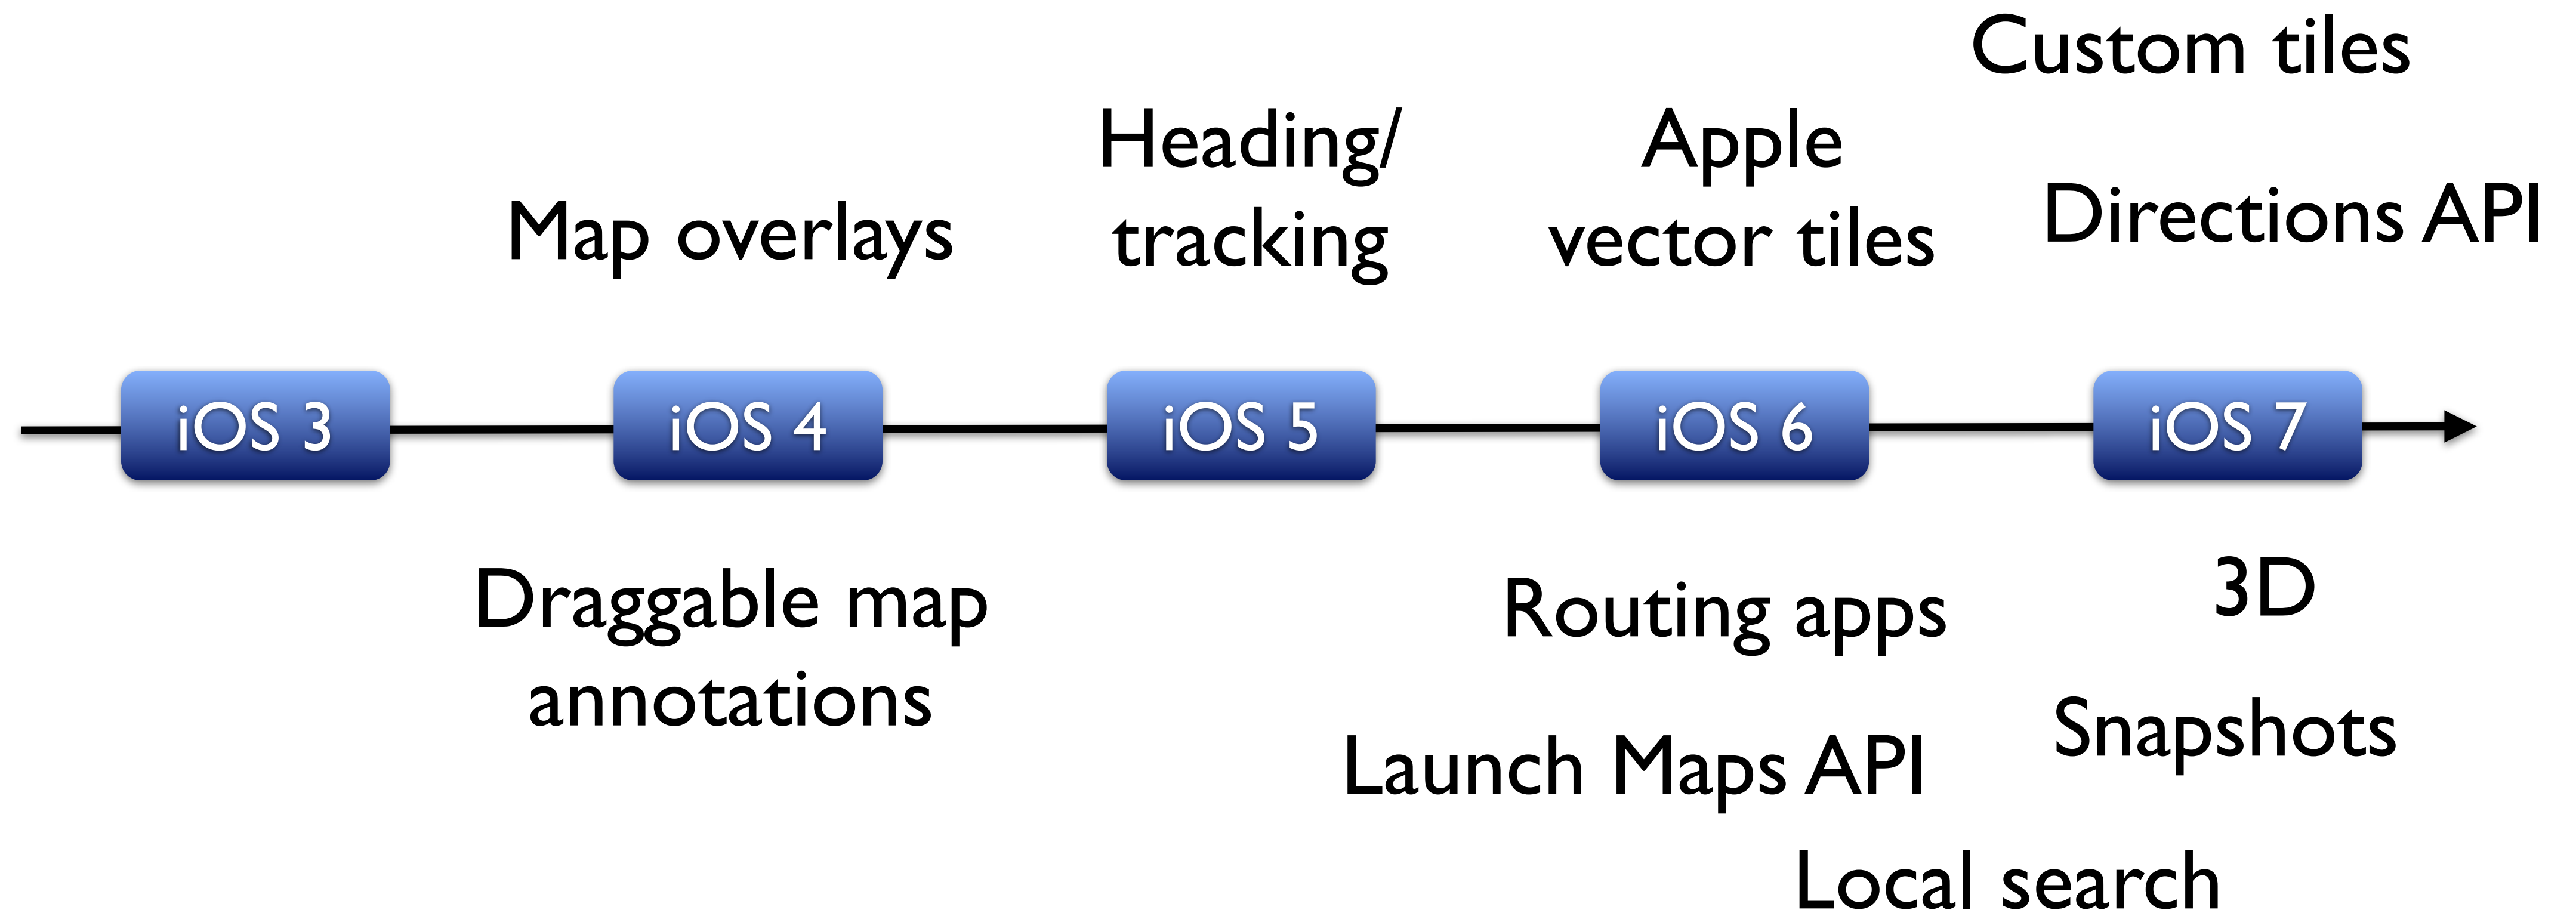 Custom tiles
Heading/
tracking
Apple
vector tiles
Map overlays
Directions API
iOS 3
iOS 4
iOS 5
iOS 6
iOS 7
Draggable map
annotations
Routing apps
3D
Snapshots
Launch Maps API
Local search